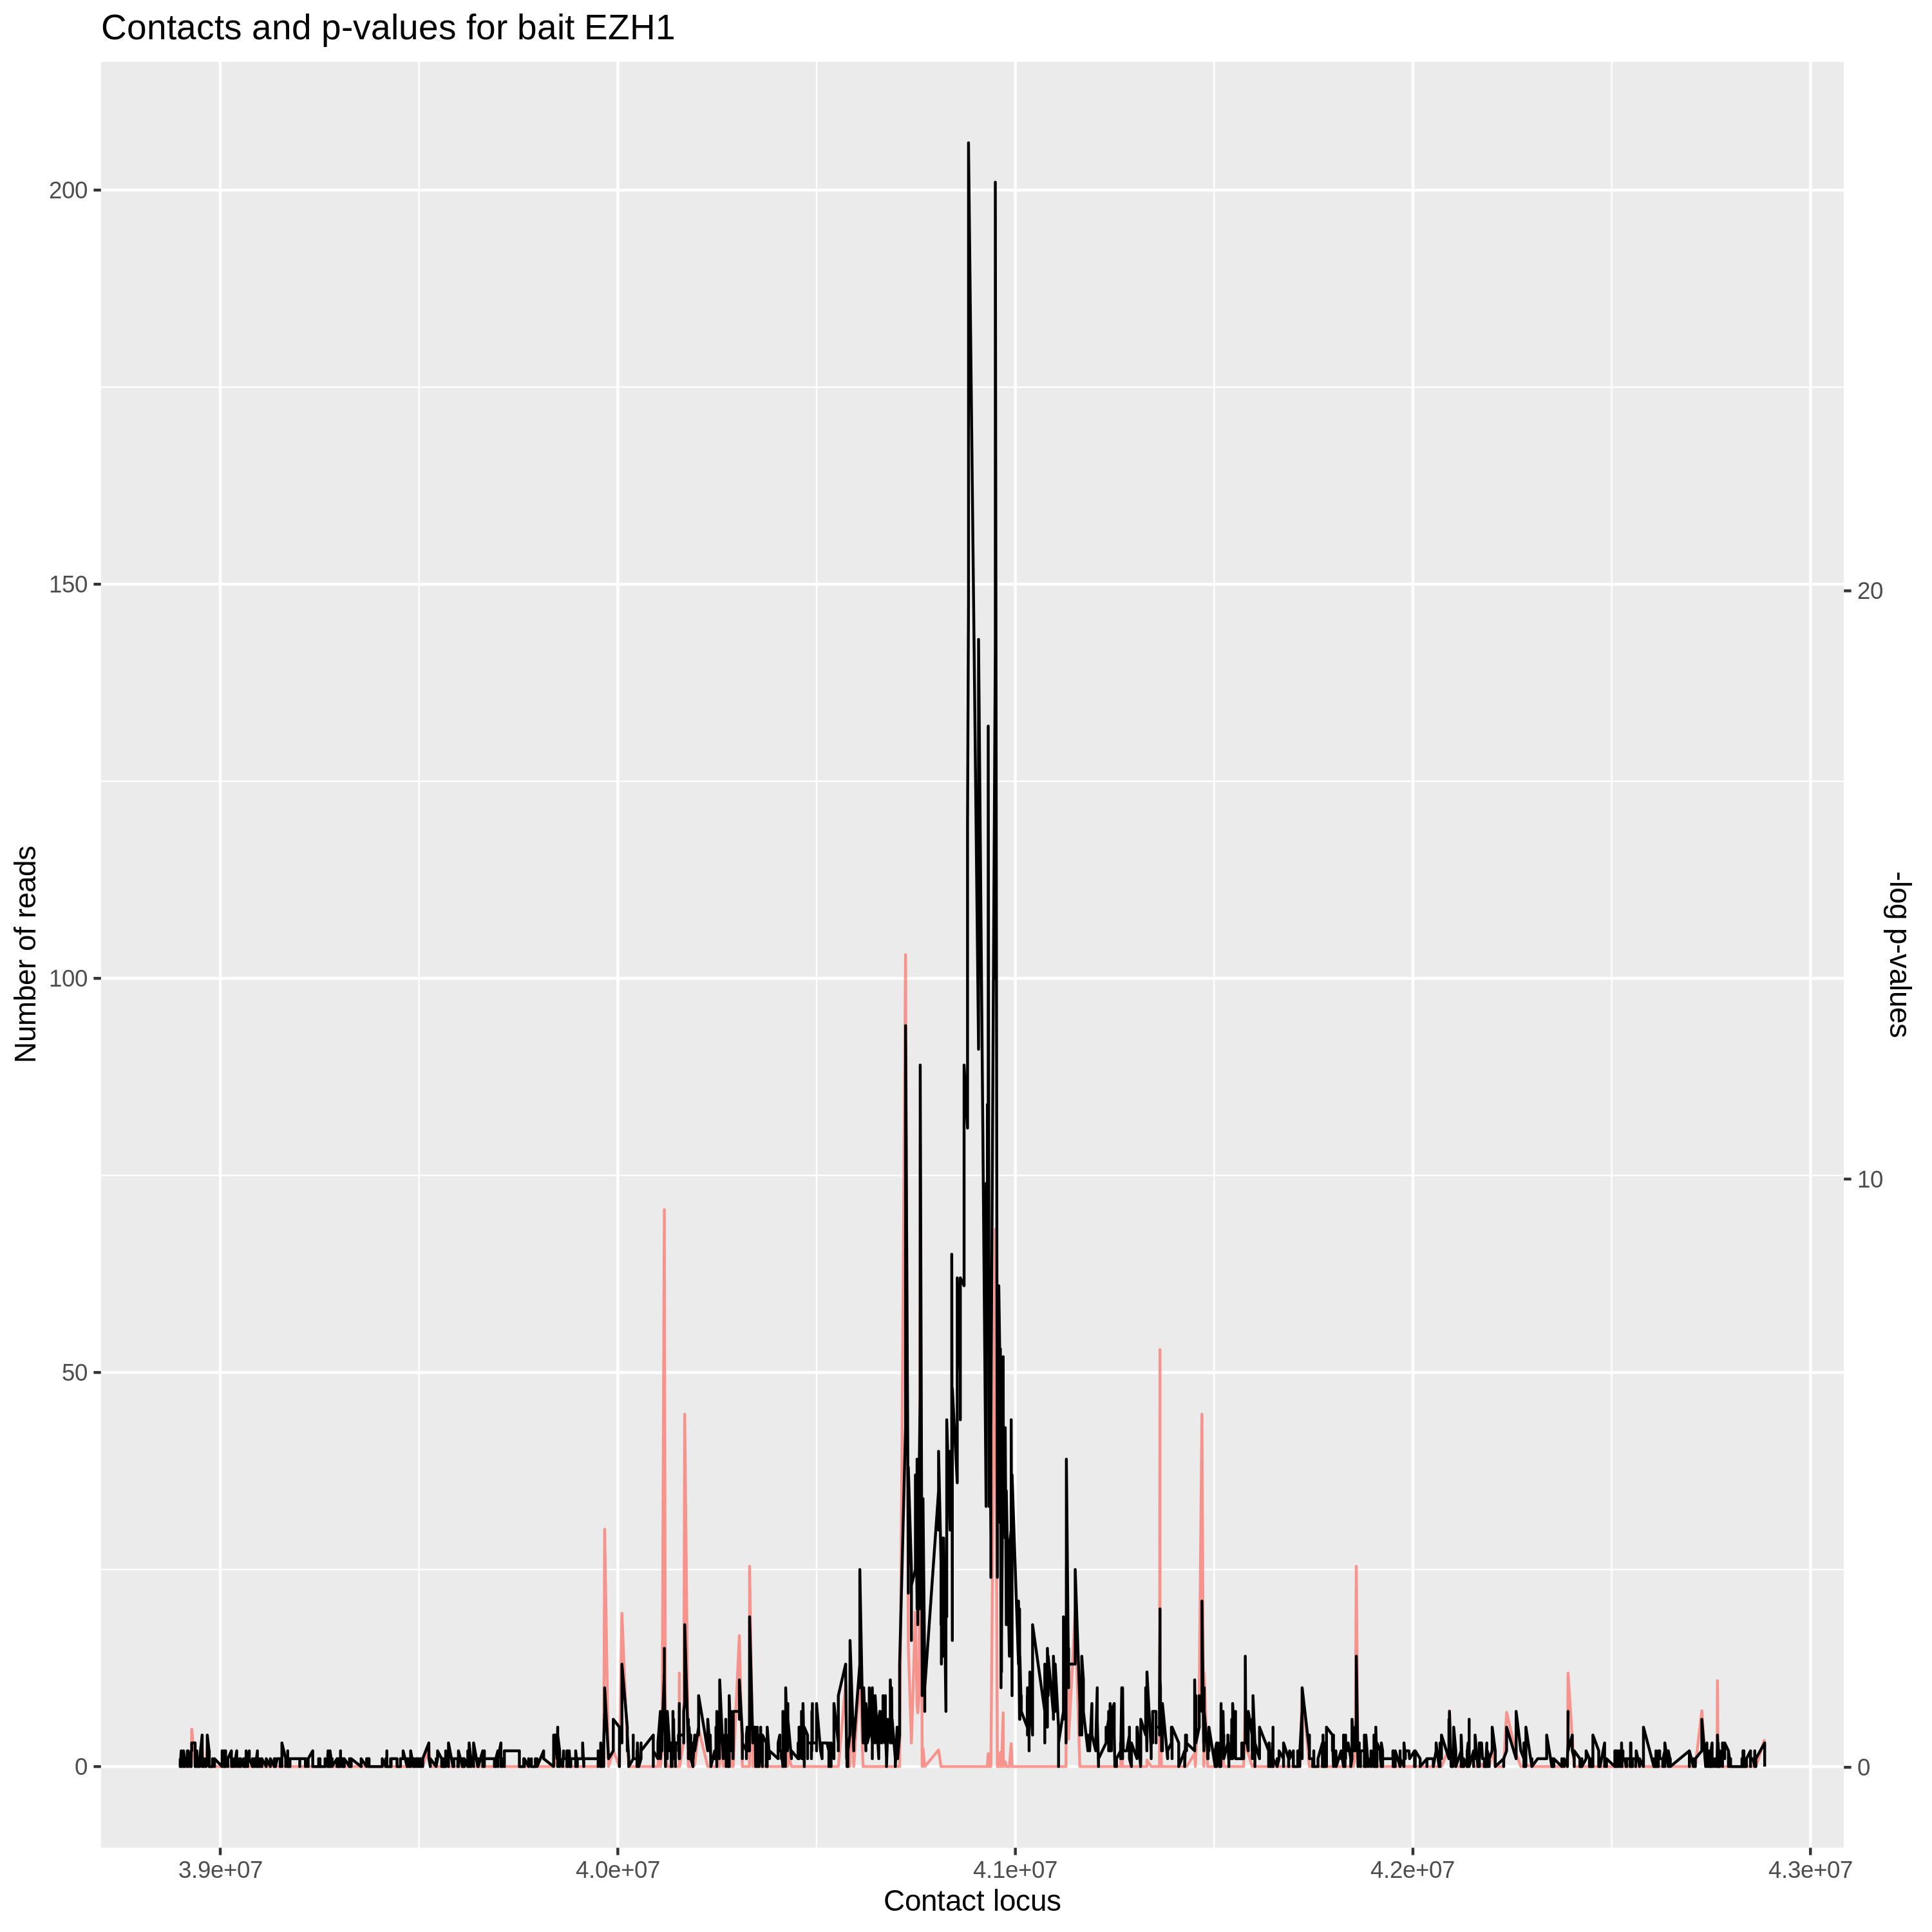 Contacts and p-values for bait EZH1
200
150
100
50
0
Number of reads
20
10
0
-log p-values
3.9e+07
4.0e+07
4.1e+07
4.2e+07
4.3e+07
Contact locus